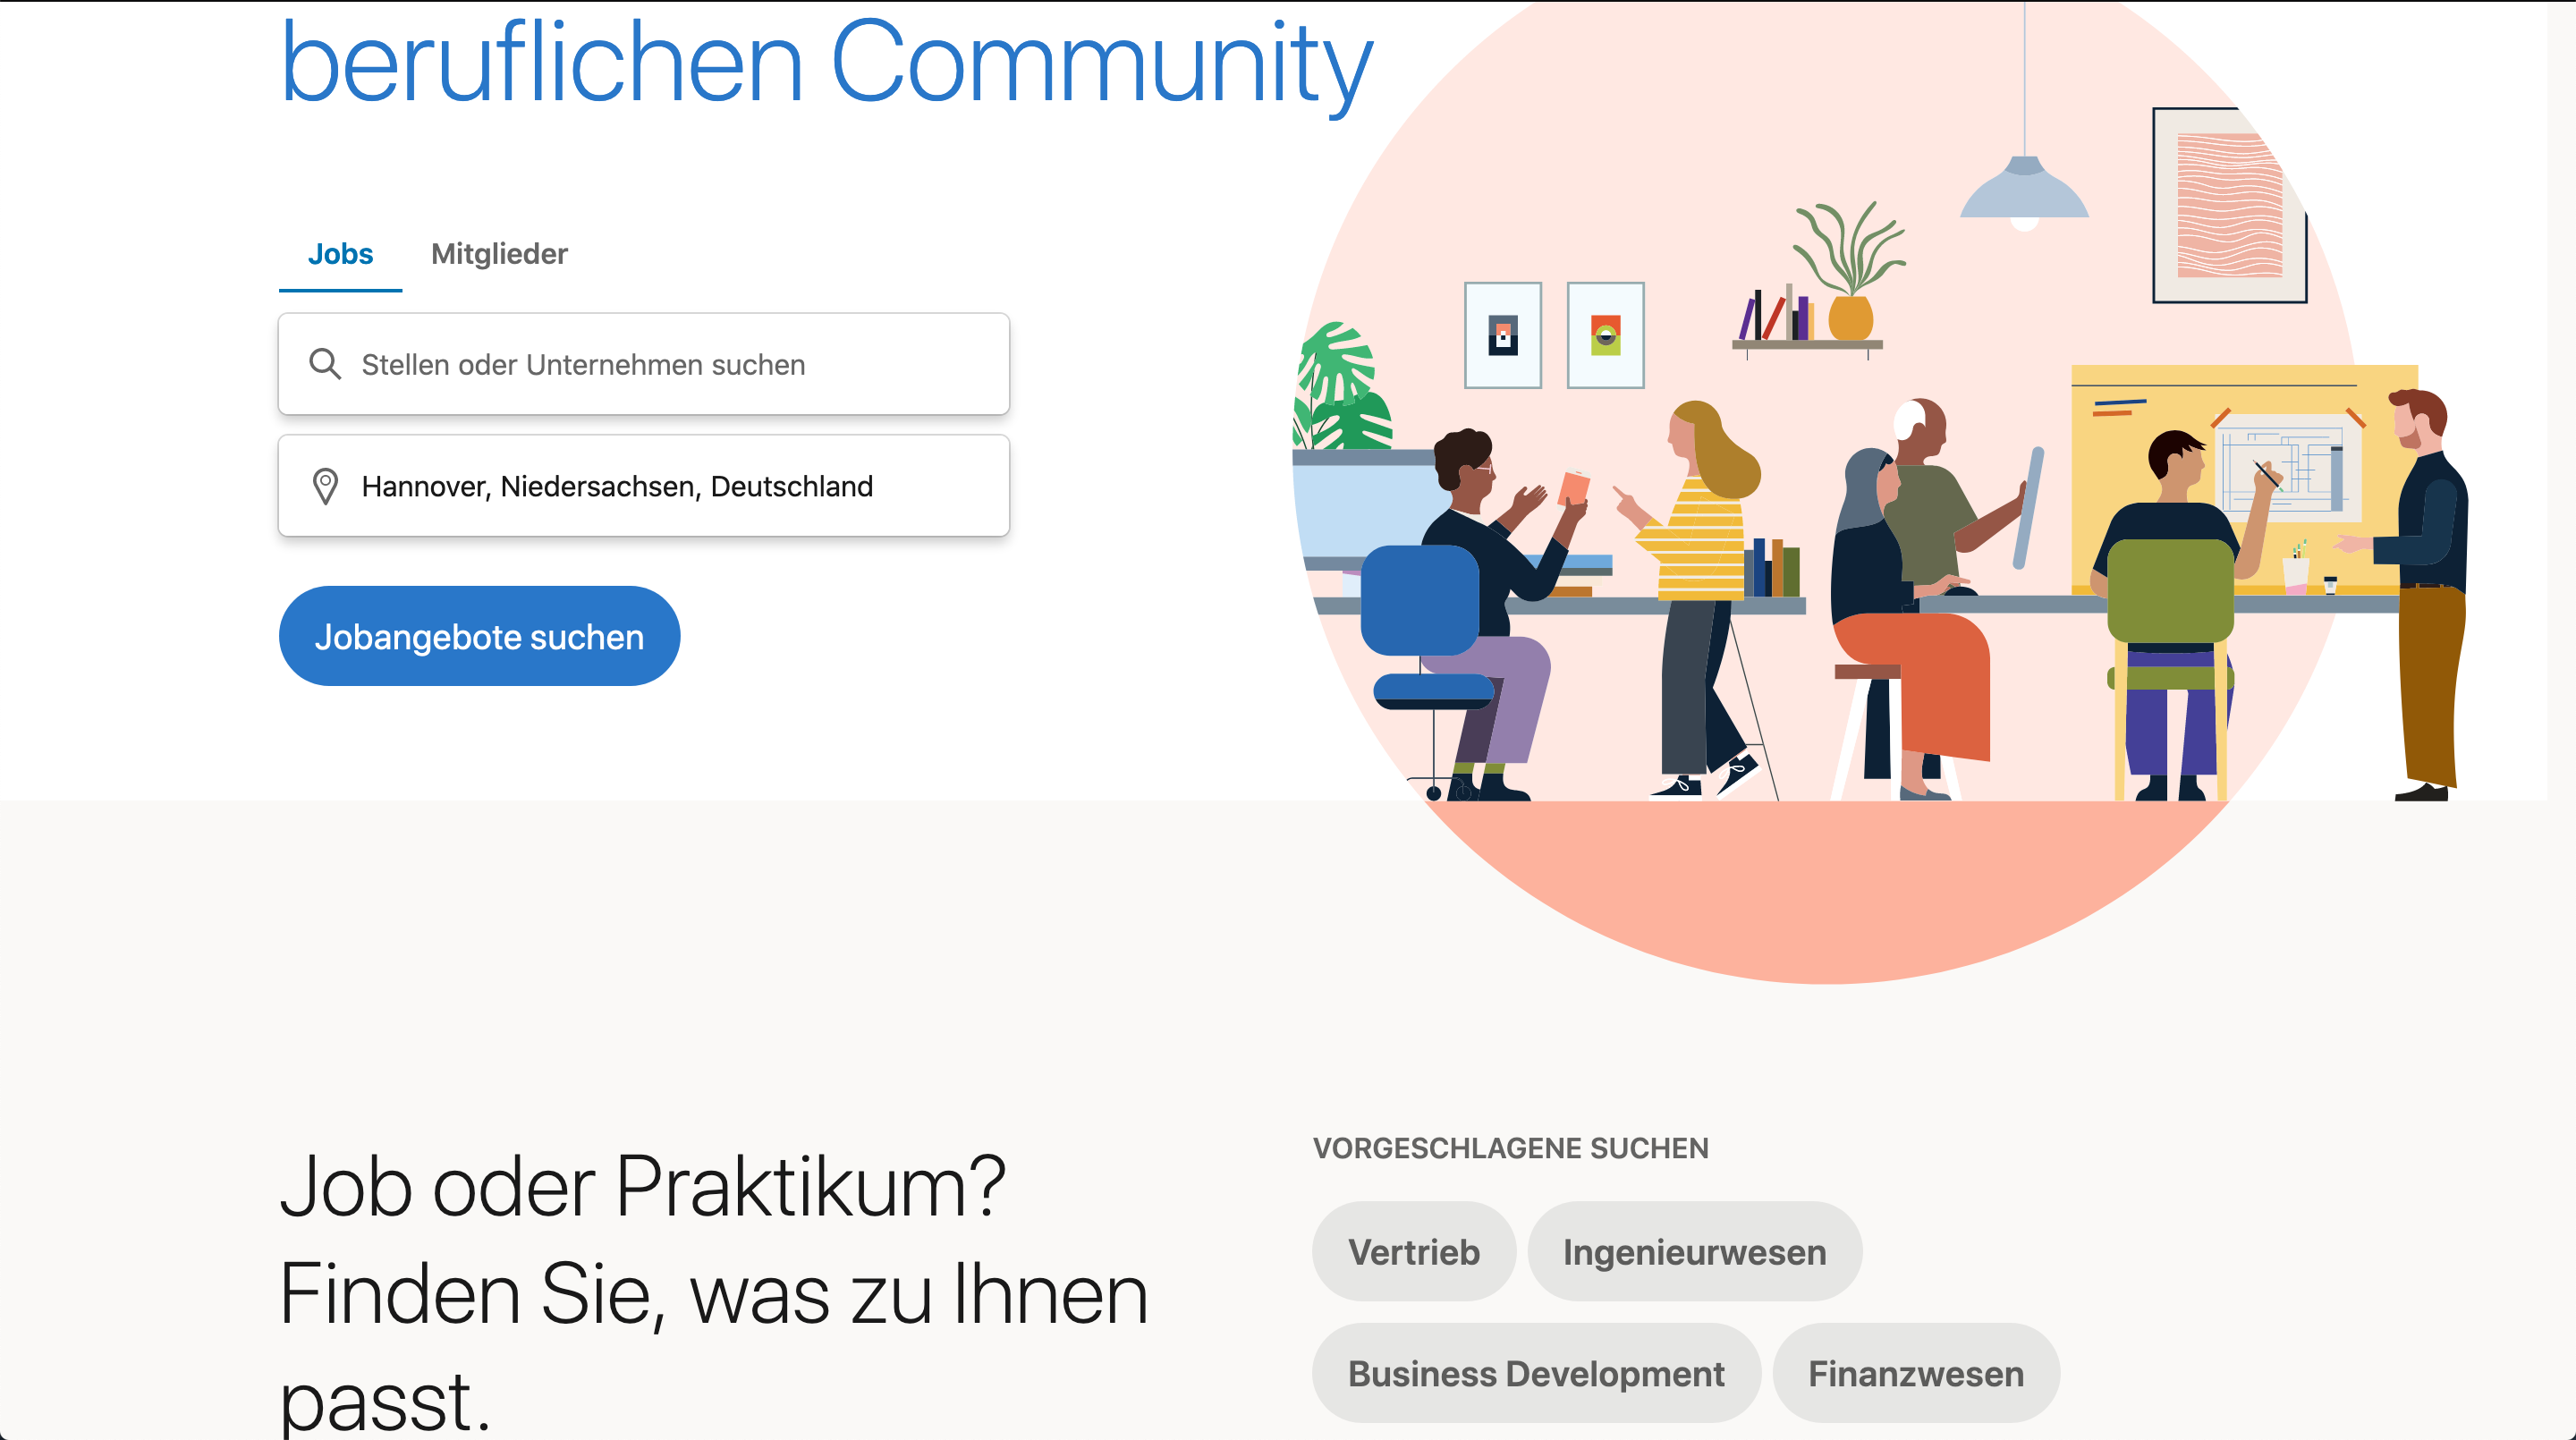 beruflichen Community
Jobs
Mitglieder
Stellen oder Unternehmen suchen
Hannover, Niedersachsen, Deutschland
Jobangebote suchen
Job oder Praktikum?
Finden Sie, was zu Ihnen
passt.
VORGESCHLAGENE SUCHEN
Vertrieb
Ingenieurwesen
Business Development
Finanzwesen